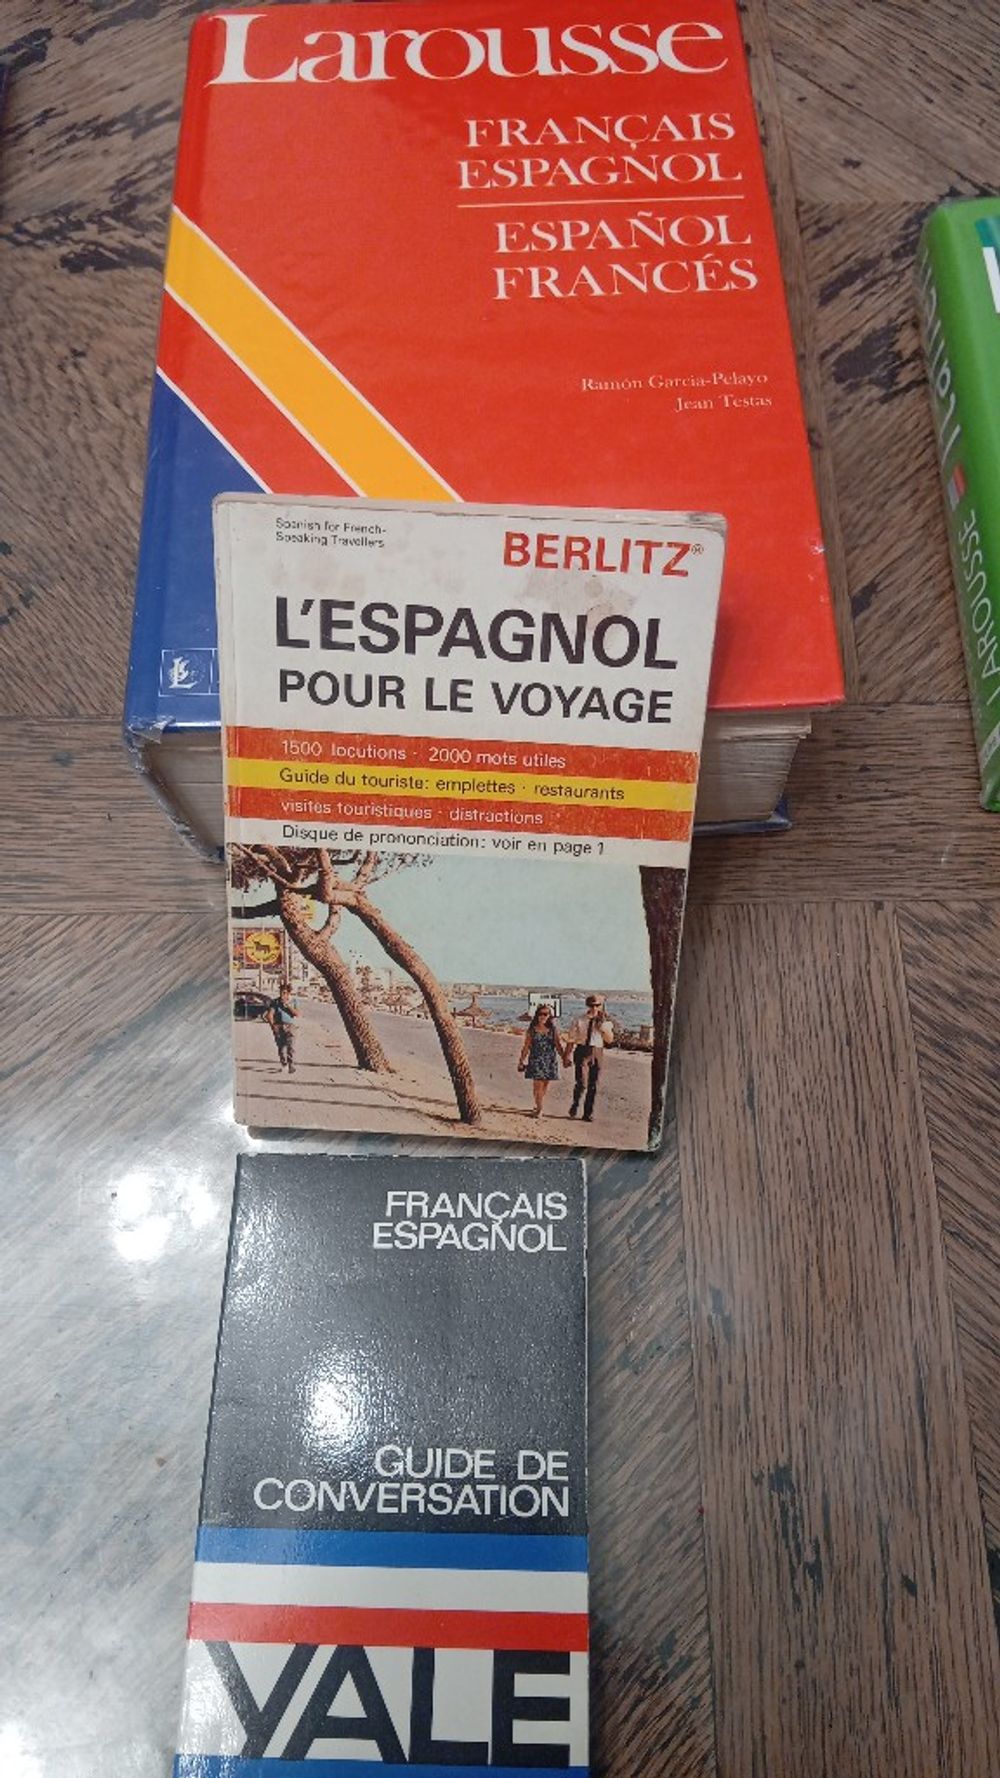 Larousse
FRANÇAIS
ESPAGNOL
ESPAÑOL
FRANCÉS
Ramón García-Pelayo
Jean Testas
Spanish for French-
Speaking Travellers
BERLITZ®
L'ESPAGNOL
POUR LE VOYAGE
1500 locutions · 2000 mots utiles
Guide du touriste: emplettes · restaurants
visites touristiques · distractions
Disque de prononciation: voir en page 1
FRANÇAIS
ESPAGNOL
GUIDE DE
CONVERSATION
YALE
LAROUSSE